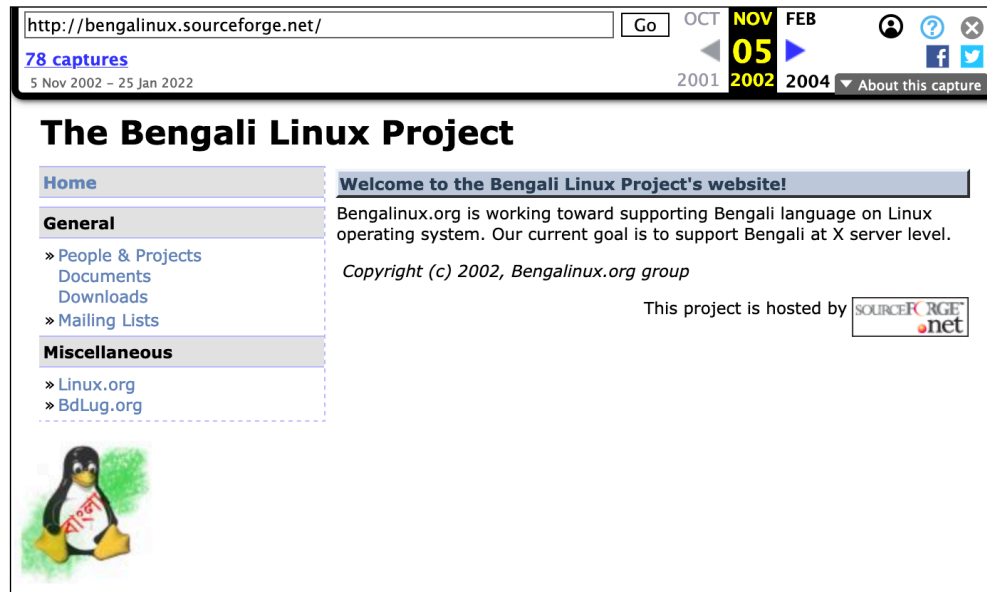 http://bengalinux.sourceforge.net/ Go OCT NOV FEB
78 captures 05
5 Nov 2002 – 25 Jan 2022 2001 2002 2004 ▼ About this capture
The Bengali Linux Project
Home
General
» People & Projects
Documents
Downloads
» Mailing Lists
Miscellaneous
» Linux.org
» BdLug.org
বাংলা
Welcome to the Bengali Linux Project's website!
Bengalinux.org is working toward supporting Bengali language on Linux
operating system. Our current goal is to support Bengali at X server level.
Copyright (c) 2002, Bengalinux.org group
This project is hosted by SOURCEFORGE™
.net